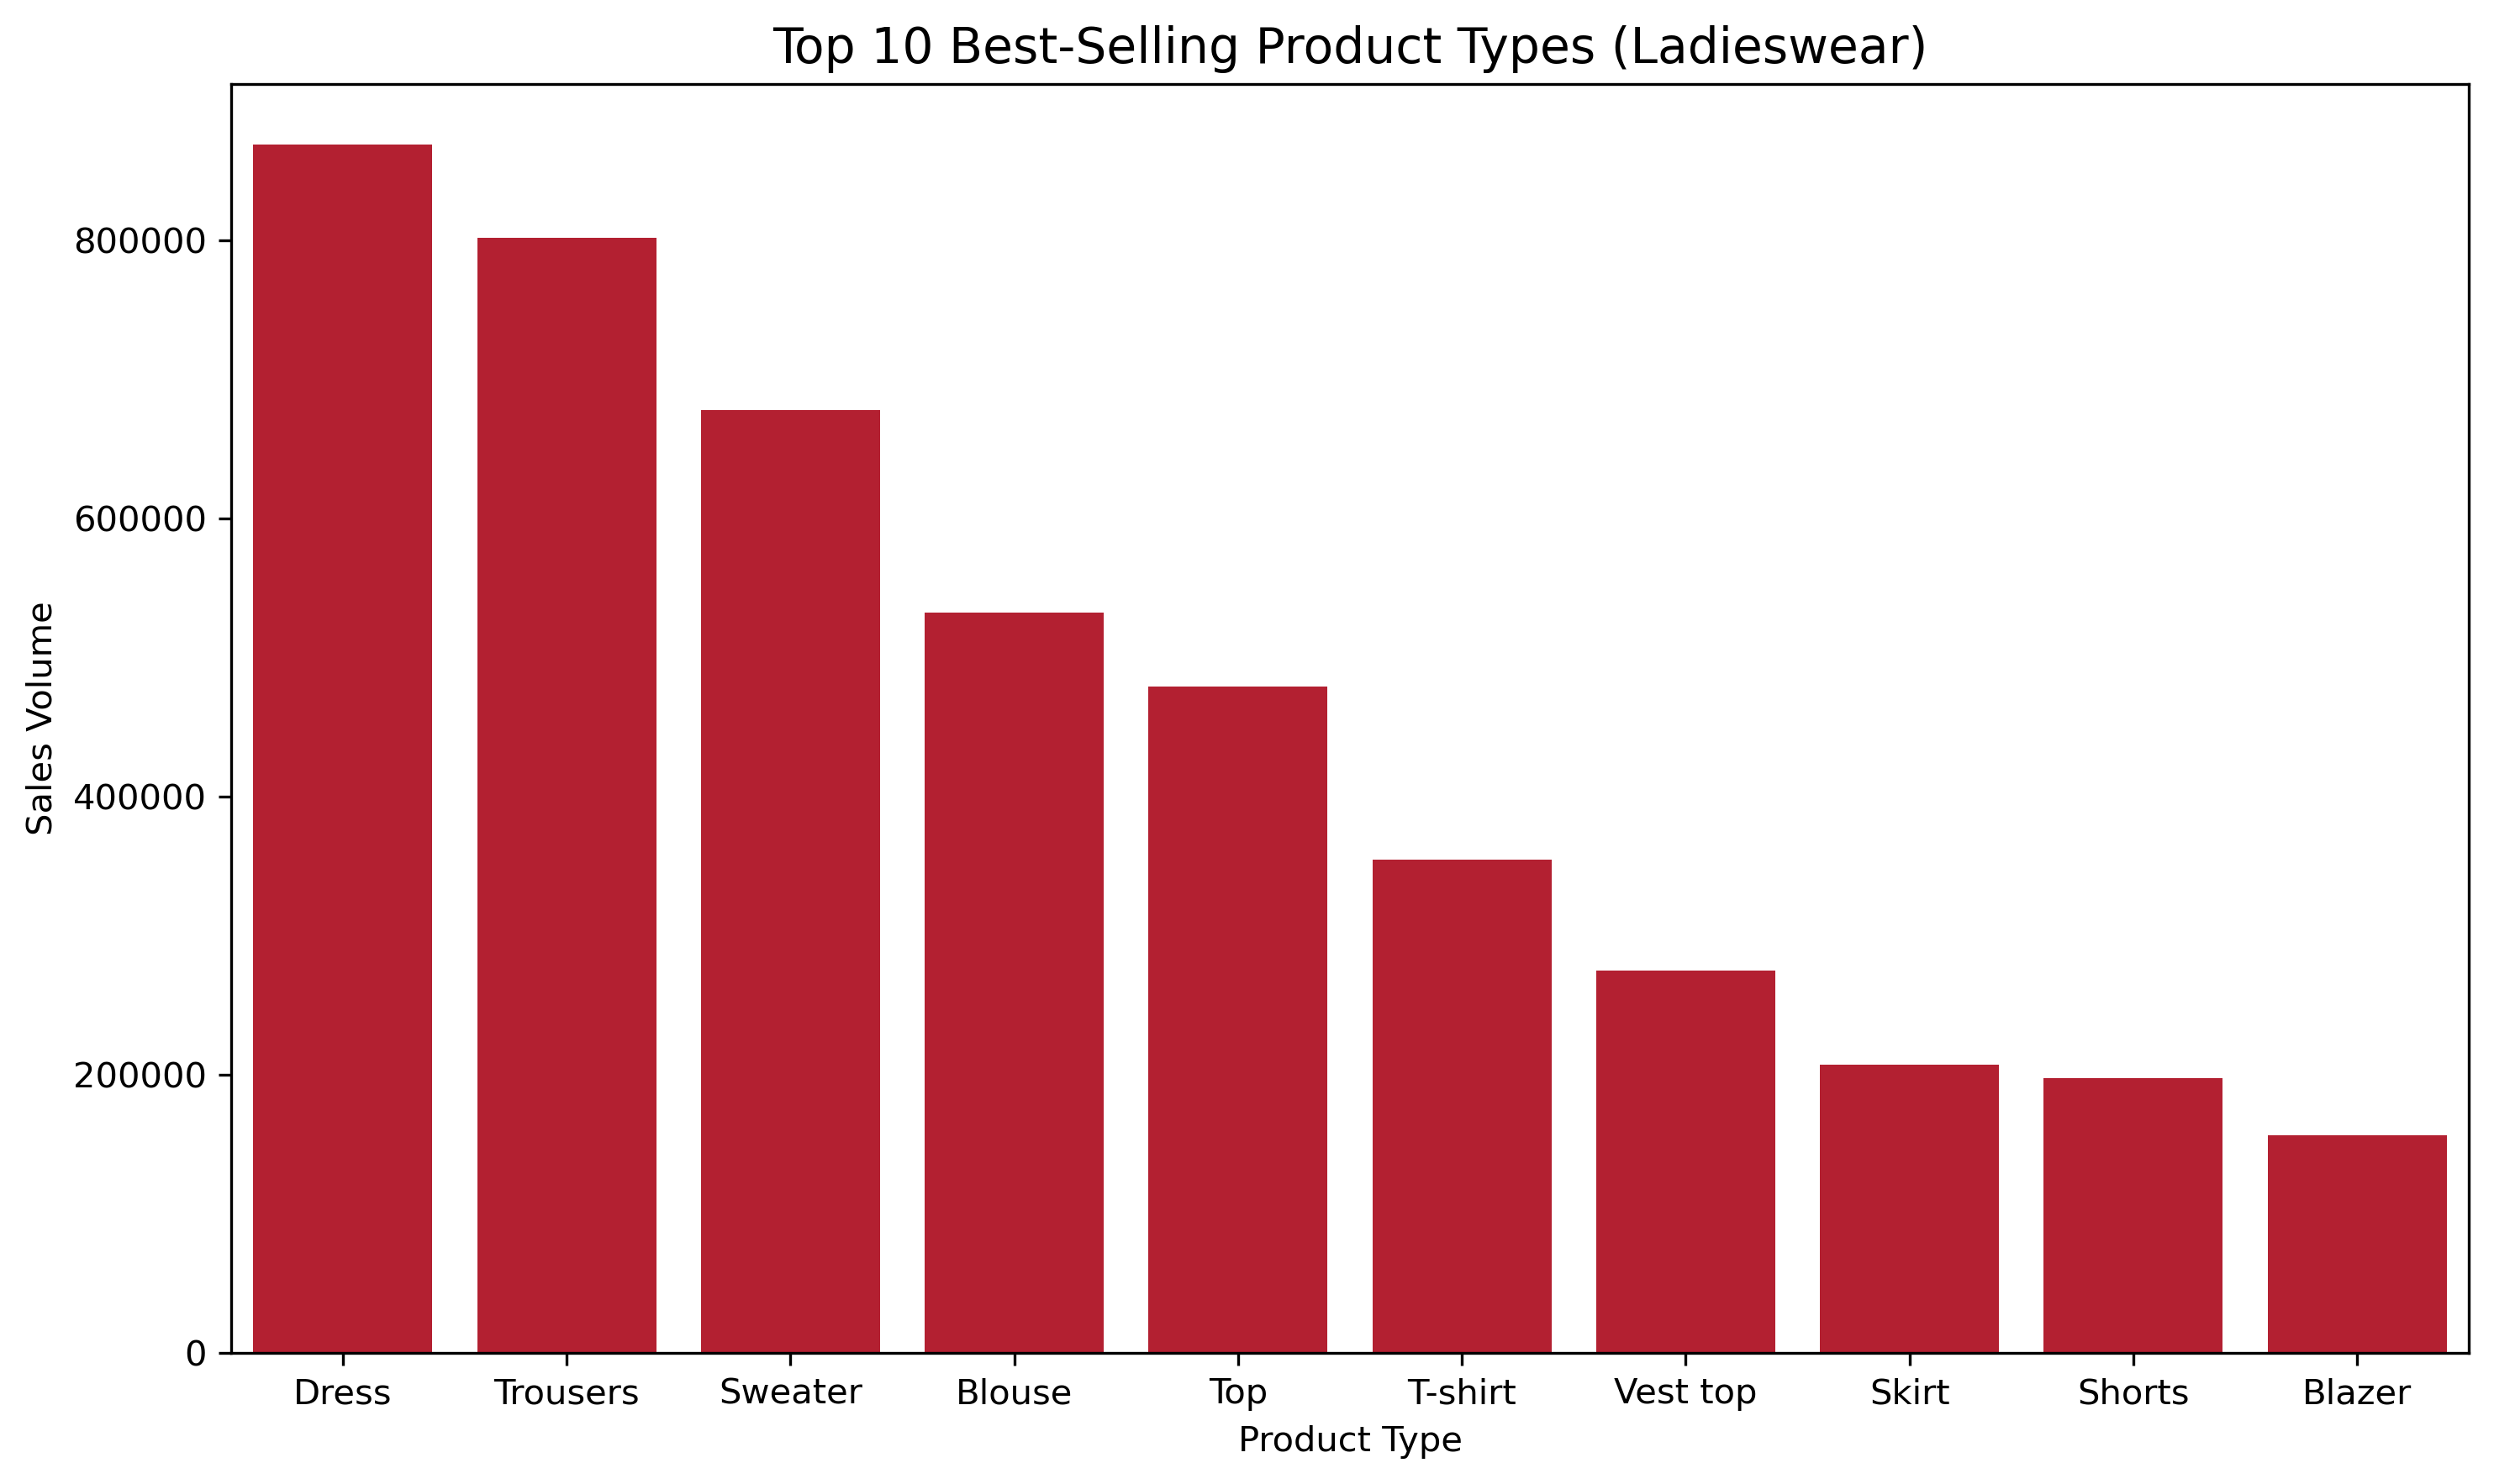 Top 10 Best-Selling Product Types (Ladieswear)
Sales Volume
800000
600000
400000
200000
0
Dress Trousers Sweater Blouse Top T-shirt Vest top Skirt Shorts Blazer
Product Type